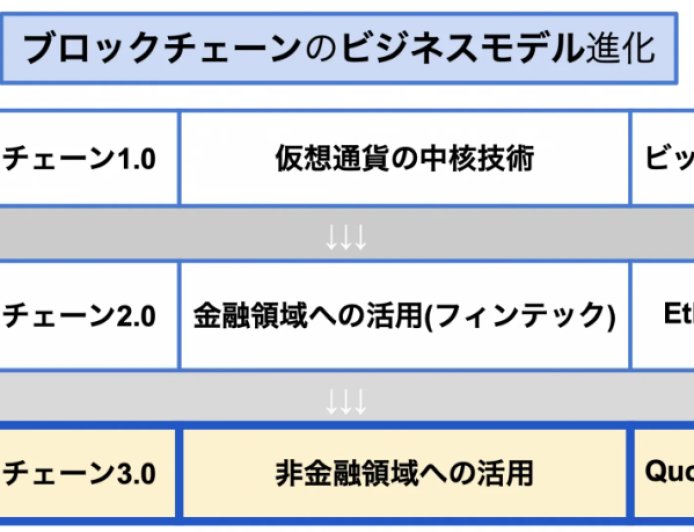 ブロックチェーンのビジネスモデル進化
チェーン1.0 仮想通貨の中核技術 ビッ
↓↓↓
チェーン2.0 金融領域への活用(フィンテック)
↓↓↓
チェーン3.0 非金融領域への活用 Quo